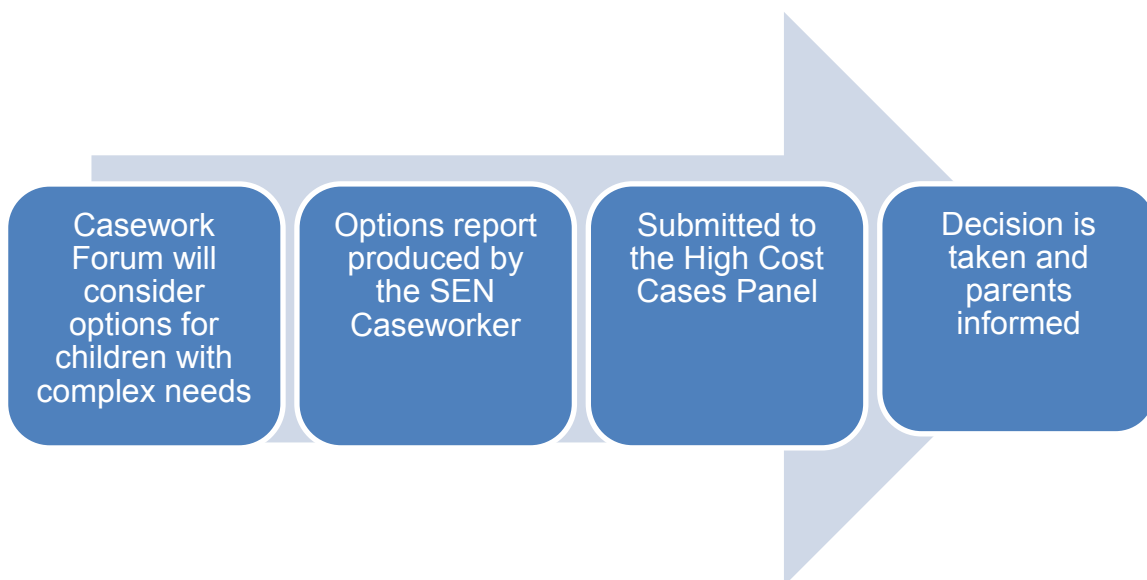 Casework
Forum will
consider
options for
children with
complex needs
Options report
produced by
the SEN
Caseworker
Submitted to
the High Cost
Cases Panel
Decision is
taken and
parents
informed